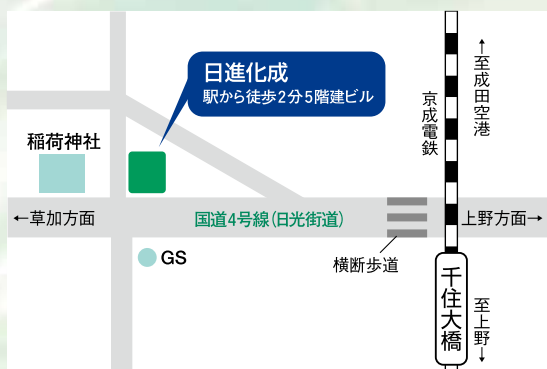 日進化成
駅から徒歩2分5階建ビル
稲荷神社
京成電鉄
↑至成田空港
←草加方面
国道4号線(日光街道)
上野方面→
GS
横断歩道
千住大橋
至上野↓